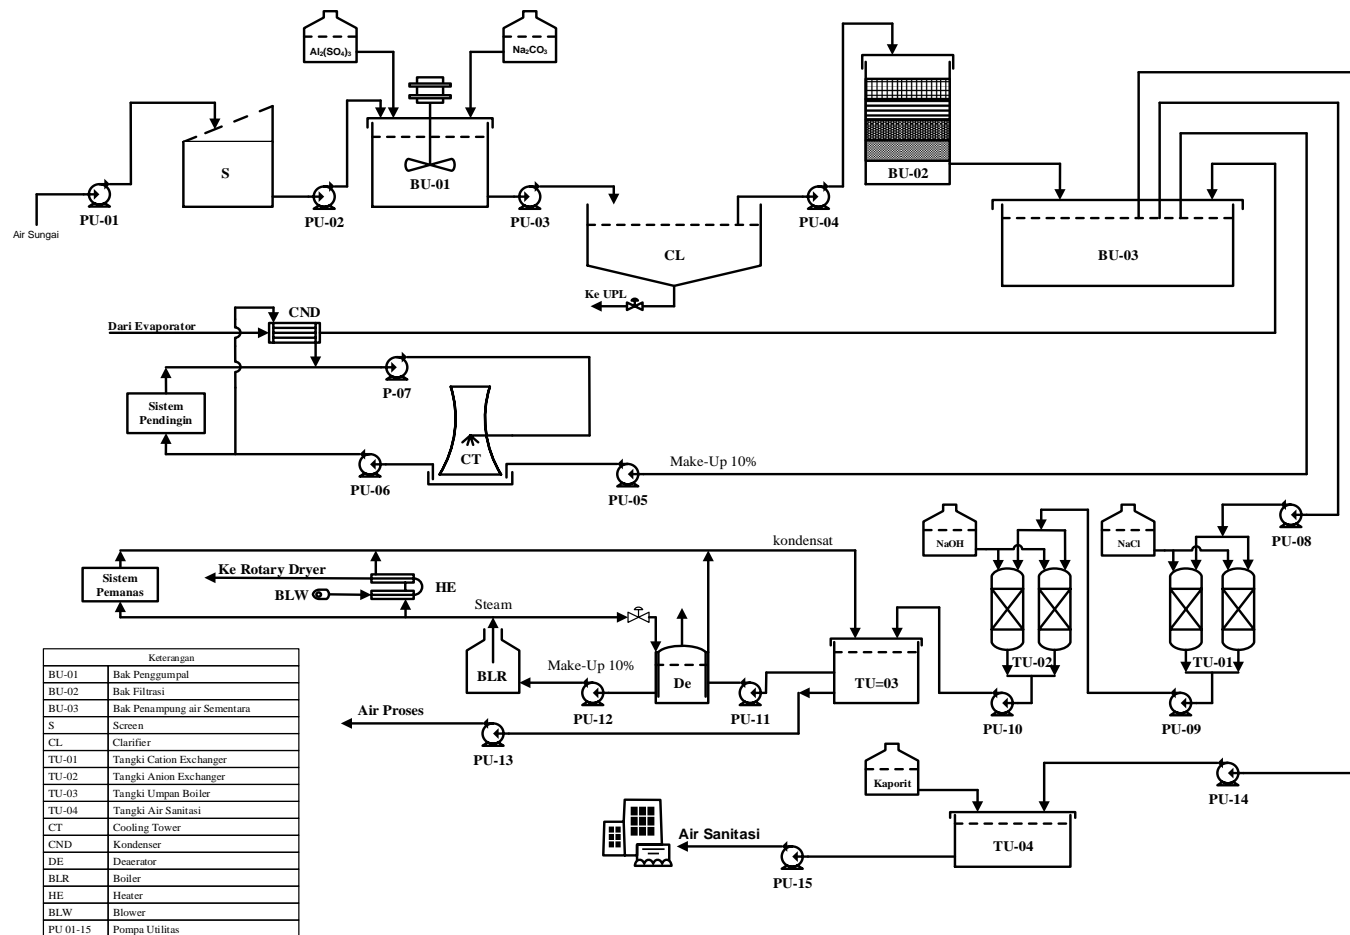 Al₂(SO₄)₃
Na₂CO₃
S
BU-01
BU-02
PU-01
PU-02
PU-03
PU-04
Air Sungai
CL
BU-03
Ke UPL
CND
Dari Evaporator
P-07
Sistem
Pendingin
CT
Make-Up 10%
PU-06
PU-05
NaOH
NaCl
PU-08
kondensat
Ke Rotary Dryer
Sistem
Pemanas
BLW
HE
Steam
TU-02
TU-01
BLR
Make-Up 10%
De
TU=03
PU-12
PU-11
PU-10
PU-09
Air Proses
PU-13
Kaporit
PU-14
Air Sanitasi
TU-04
PU-15
Keterangan
BU-01 Bak Penggumpal
BU-02 Bak Filtrasi
BU-03 Bak Penampung air Sementara
S Screen
CL Clarifier
TU-01 Tangki Cation Exchanger
TU-02 Tangki Anion Exchanger
TU-03 Tangki Umpan Boiler
TU-04 Tangki Air Sanitasi
CT Cooling Tower
CND Kondenser
DE Deaerator
BLR Boiler
HE Heater
BLW Blower
PU 01-15 Pompa Utilitas